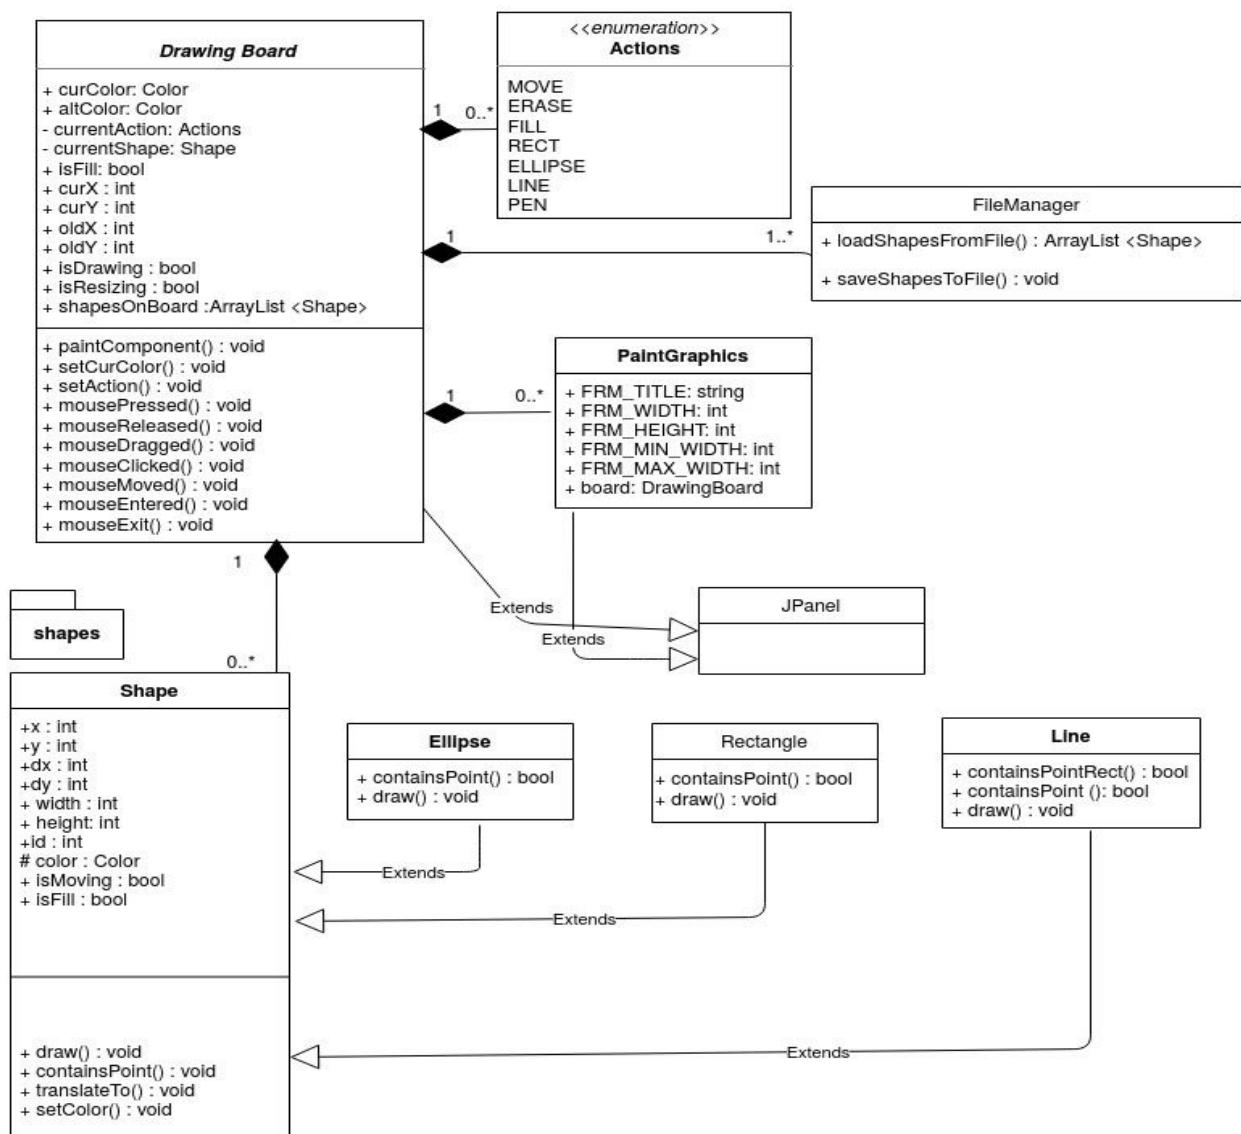 Drawing Board
+ curColor: Color
+ altColor: Color
- currentAction: Actions
- currentShape: Shape
+ isFill: bool
+ curX : int
+ curY : int
+ oldX : int
+ oldY : int
+ isDrawing : bool
+ isResizing : bool
+ shapesOnBoard :ArrayList <Shape>
+ paintComponent() : void
+ setCurColor() : void
+ setAction() : void
+ mousePressed() : void
+ mouseReleased() : void
+ mouseDragged() : void
+ mouseClicked() : void
+ mouseMoved() : void
+ mouseEntered() : void
+ mouseExit() : void
1
0..*
<<enumeration>>
Actions
MOVE
ERASE
FILL
RECT
ELLIPSE
LINE
PEN
1
1..*
FileManager
+ loadShapesFromFile() : ArrayList <Shape>
+ saveShapesToFile() : void
1
0..*
PaintGraphics
+ FRM_TITLE: string
+ FRM_WIDTH: int
+ FRM_HEIGHT: int
+ FRM_MIN_WIDTH: int
+ FRM_MAX_WIDTH: int
+ board: DrawingBoard
Extends
Extends
JPanel
1
0..*
shapes
Shape
+x : int
+y : int
+dx : int
+dy : int
+ width : int
+ height: int
+id : int
# color : Color
+ isMoving : bool
+ isFill : bool
+ draw() : void
+ containsPoint() : void
+ translateTo() : void
+ setColor() : void
Ellipse
+ containsPoint() : bool
+ draw() : void
Extends
Rectangle
+ containsPoint() : bool
+ draw() : void
Extends
Line
+ containsPointRect() : bool
+ containsPoint (): bool
+ draw() : void
Extends